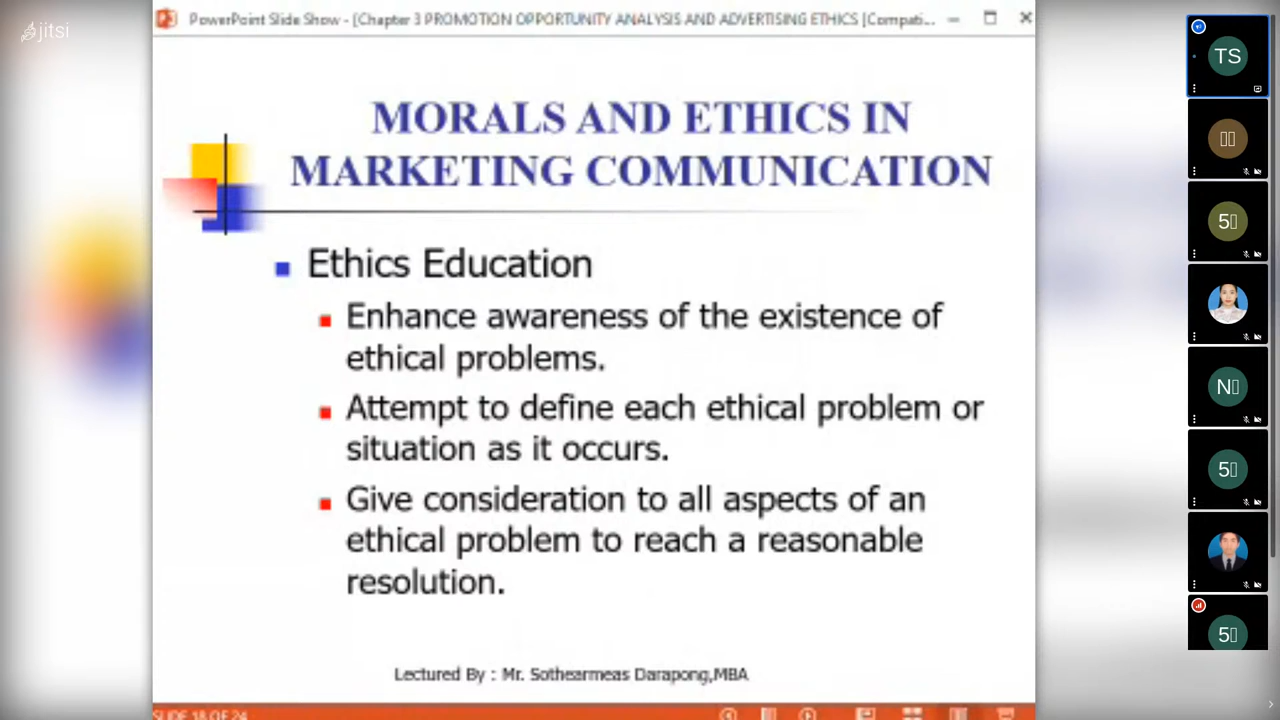 jitsi
PowerPoint Slide Show - [Chapter 3 PROMOTION OPPORTUNITY ANALYSIS AND ADVERTISING ETHICS [Compati...
MORALS AND ETHICS IN
MARKETING COMMUNICATION
Ethics Education
Enhance awareness of the existence of
ethical problems.
Attempt to define each ethical problem or
situation as it occurs.
Give consideration to all aspects of an
ethical problem to reach a reasonable
resolution.
Lectured By : Mr. Sothearmeas Darapong,MBA
SLIDE 18 OF 24
TS
5
N
5
5